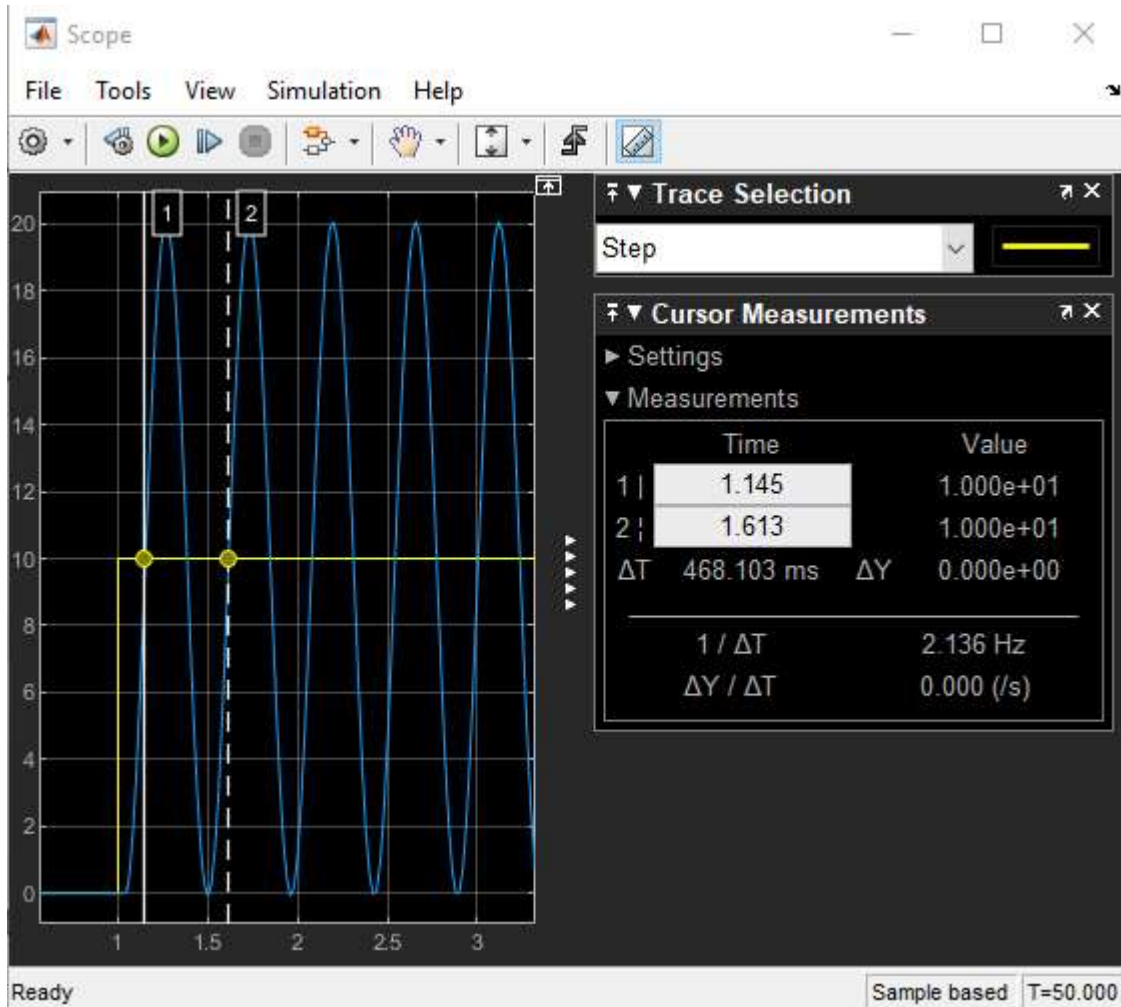 Scope
File Tools View Simulation Help
1 2
20
18
16
14
12
10
8
6
4
2
0
1 1.5 2 2.5 3
Trace Selection
Step
Cursor Measurements
Settings
Measurements
Time Value
1 | 1.145 1.000e+01
2 ¦ 1.613 1.000e+01
ΔT 468.103 ms ΔY 0.000e+00
1 / ΔT 2.136 Hz
ΔY / ΔT 0.000 (/s)
Ready Sample based T=50.000